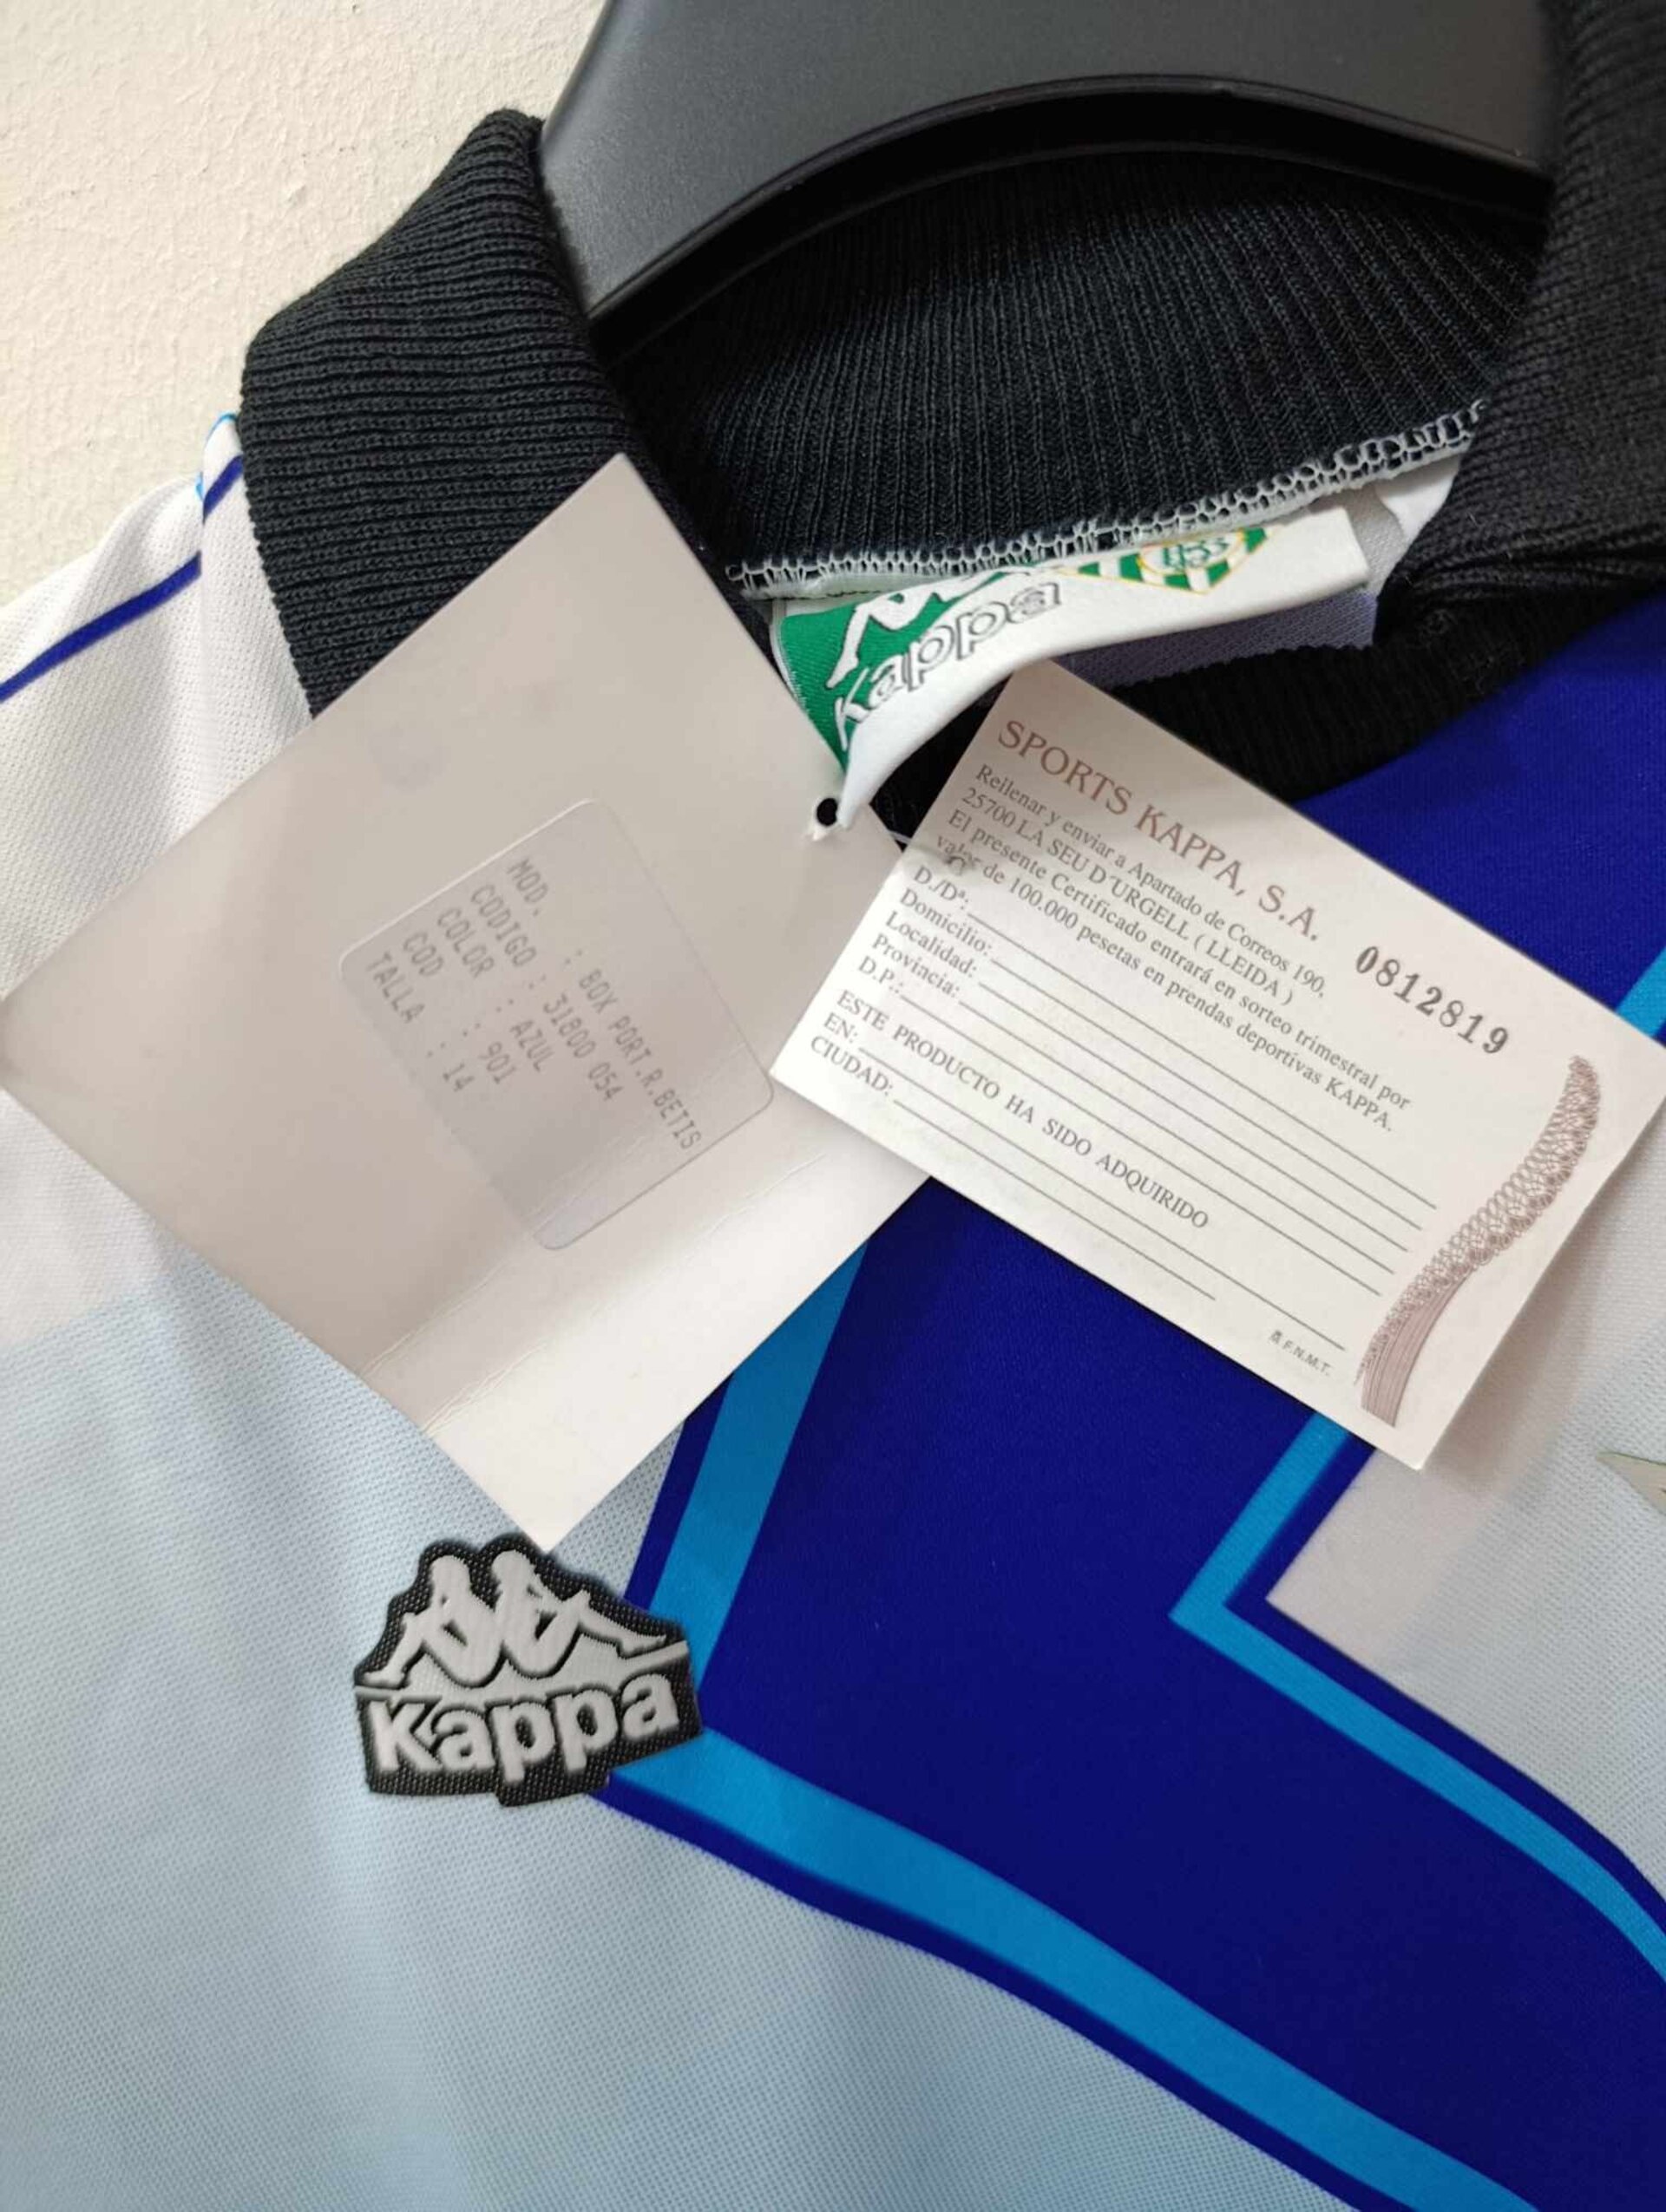 Kappa
MOD. : BOX PORT.R.BETIS
CODIGO : 31800 054
COLOR : AZUL
COD : 901
TALLA : 14
SPORTS KAPPA, S.A.
0812819
Reilenar y enviar a Apartado de Correos 190,
25700 LA SEU D'URGELL ( LLEIDA )
El presente Certificado entrará en sorteo trimestral por
valor de 100.000 pesetas en prendas deportivas KAPPA.
D./Dª:
Domicilio:
Localidad:
Provincia:
D.P.:
ESTE PRODUCTO HA SIDO ADQUIRIDO
EN:
CIUDAD:
F.N.M.T.
Kappa